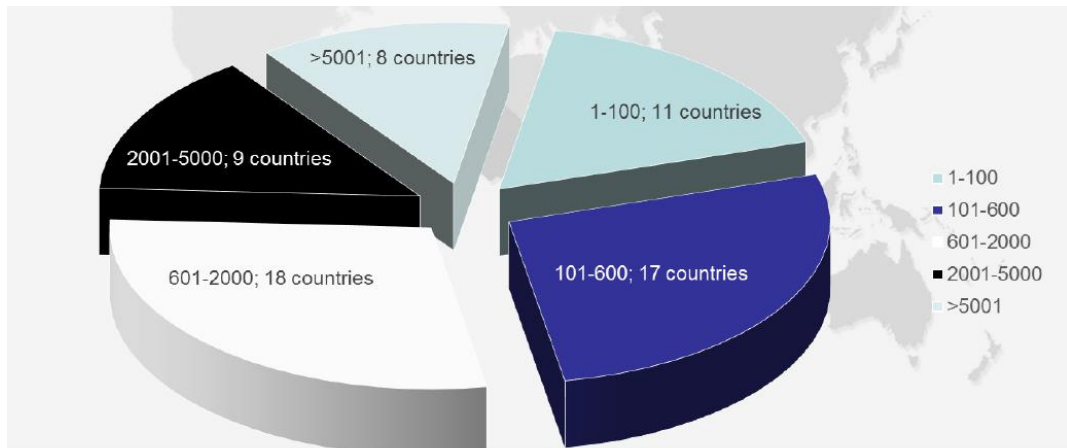 >5001; 8 countries
1-100; 11 countries
2001-5000; 9 countries
601-2000; 18 countries
101-600; 17 countries
1-100
101-600
601-2000
2001-5000
>5001